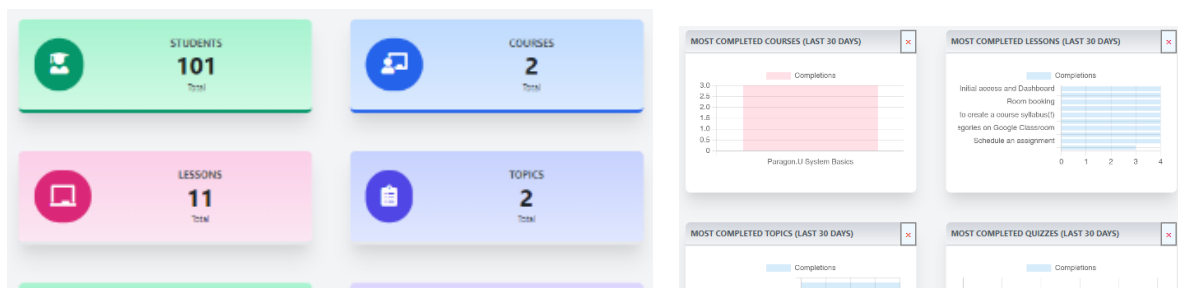 STUDENTS
101
Total
COURSES
2
Total
LESSONS
11
Total
TOPICS
2
Total
MOST COMPLETED COURSES (LAST 30 DAYS)
×
Completions
3.0
2.5
2.0
1.5
1.0
0.5
0
Paragon.U System Basics
MOST COMPLETED LESSONS (LAST 30 DAYS)
×
Completions
Initial access and Dashboard
Room booking
to create a course syllabus(!)
egories on Google Classroom
Schedule an assignment
0 1 2 3 4
MOST COMPLETED TOPICS (LAST 30 DAYS)
×
Completions
MOST COMPLETED QUIZZES (LAST 30 DAYS)
×
Completions